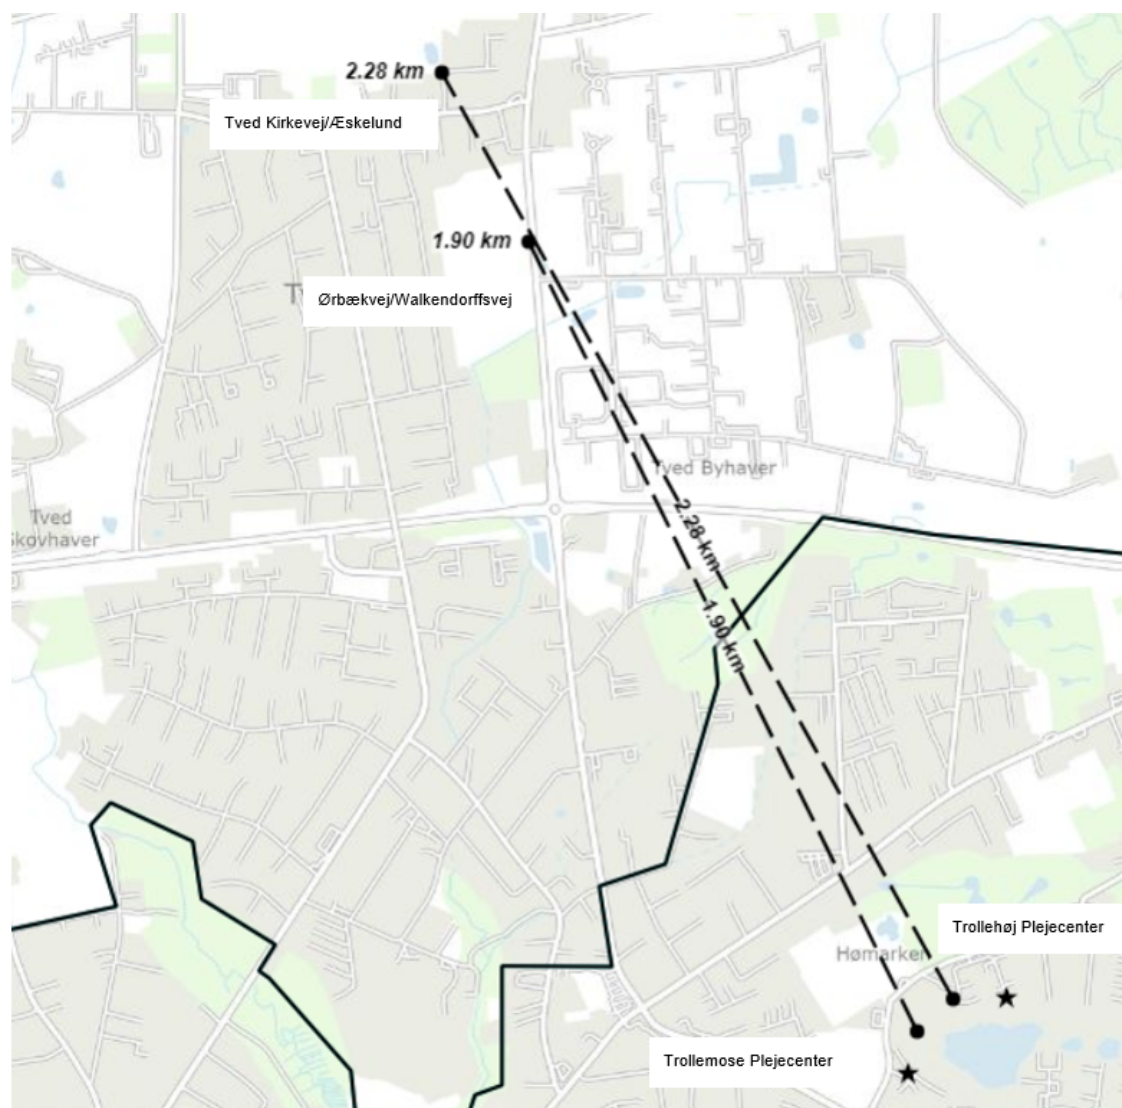 2.28 km
Tved Kirkevej/Æskelund
1.90 km
Ørbækvej/Walkendorffsvej
Tved Byhaver
2.28 km
Tved
Skovhaver
1.90 km
Trollehøj Plejecenter
Hømarken
Trollemose Plejecenter